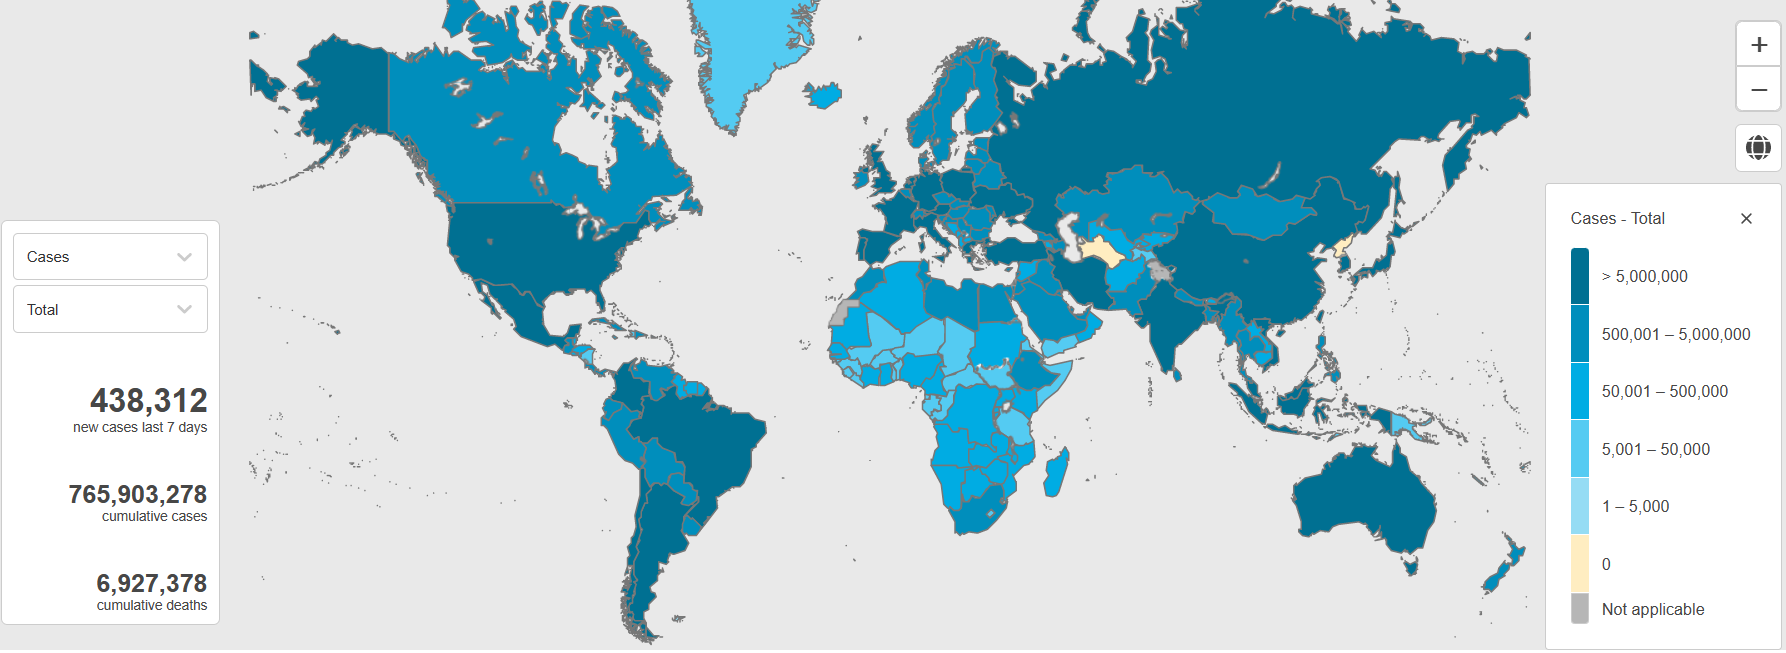 Cases
Total
438,312
new cases last 7 days
765,903,278
cumulative cases
6,927,378
cumulative deaths
+
−
Cases - Total ×
> 5,000,000
500,001 – 5,000,000
50,001 – 500,000
5,001 – 50,000
1 – 5,000
0
Not applicable